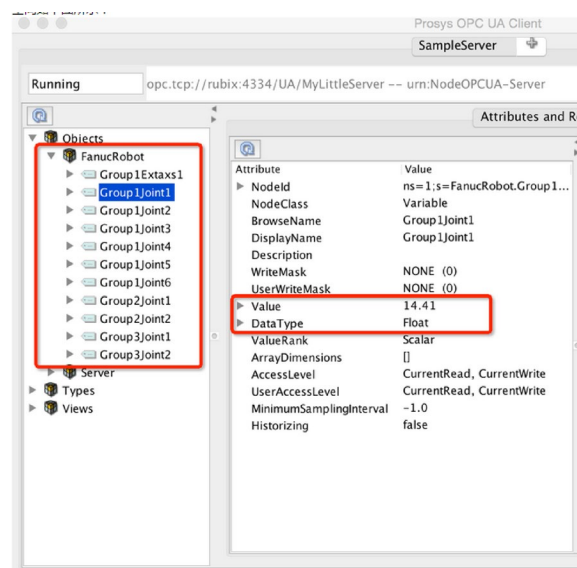 Prosys OPC UA Client
SampleServer
Running
opc.tcp://rubix:4334/UA/MyLittleServer -- urn:NodeOPCUA-Server
Attributes and R
Objects
FanucRobot
Group1Extaxs1
Group1Joint1
Group1Joint2
Group1Joint3
Group1Joint4
Group1Joint5
Group1Joint6
Group2Joint1
Group2Joint2
Group3Joint1
Group3Joint2
Server
Types
Views
Attribute Value
NodeId ns=1;s=FanucRobot.Group1...
NodeClass Variable
BrowseName Group1Joint1
DisplayName Group1Joint1
Description
WriteMask NONE (0)
UserWriteMask NONE (0)
Value 14.41
DataType Float
ValueRank Scalar
ArrayDimensions []
AccessLevel CurrentRead, CurrentWrite
UserAccessLevel CurrentRead, CurrentWrite
MinimumSamplingInterval -1.0
Historizing false